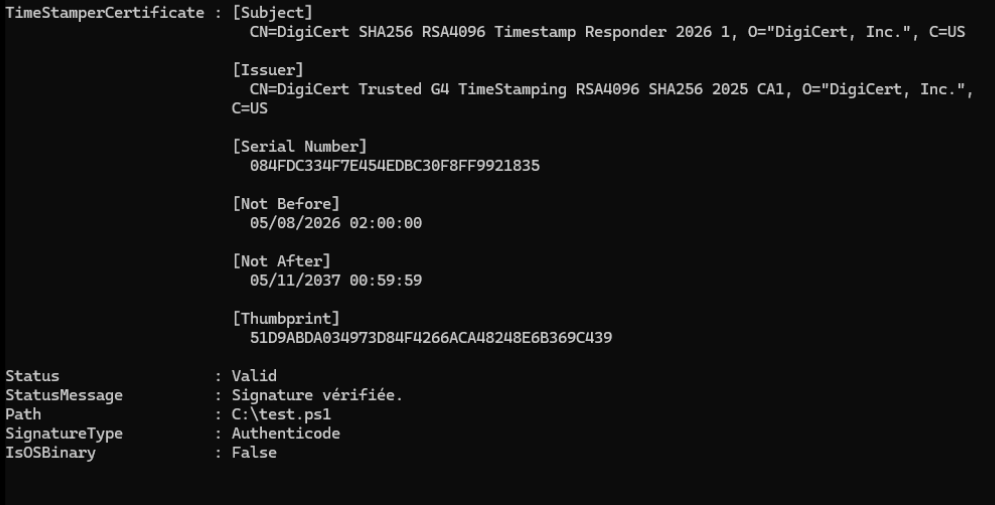 TimeStamperCertificate : [Subject]
CN=DigiCert SHA256 RSA4096 Timestamp Responder 2026 1, O="DigiCert, Inc.", C=US
[Issuer]
CN=DigiCert Trusted G4 TimeStamping RSA4096 SHA256 2025 CA1, O="DigiCert, Inc.",
C=US
[Serial Number]
084FDC334F7E454EDBC30F8FF9921835
[Not Before]
05/08/2026 02:00:00
[Not After]
05/11/2037 00:59:59
[Thumbprint]
51D9ABDA034973D84F4266ACA48248E6B369C439
Status : Valid
StatusMessage : Signature vérifiée.
Path : C:\test.ps1
SignatureType : Authenticode
IsOSBinary : False